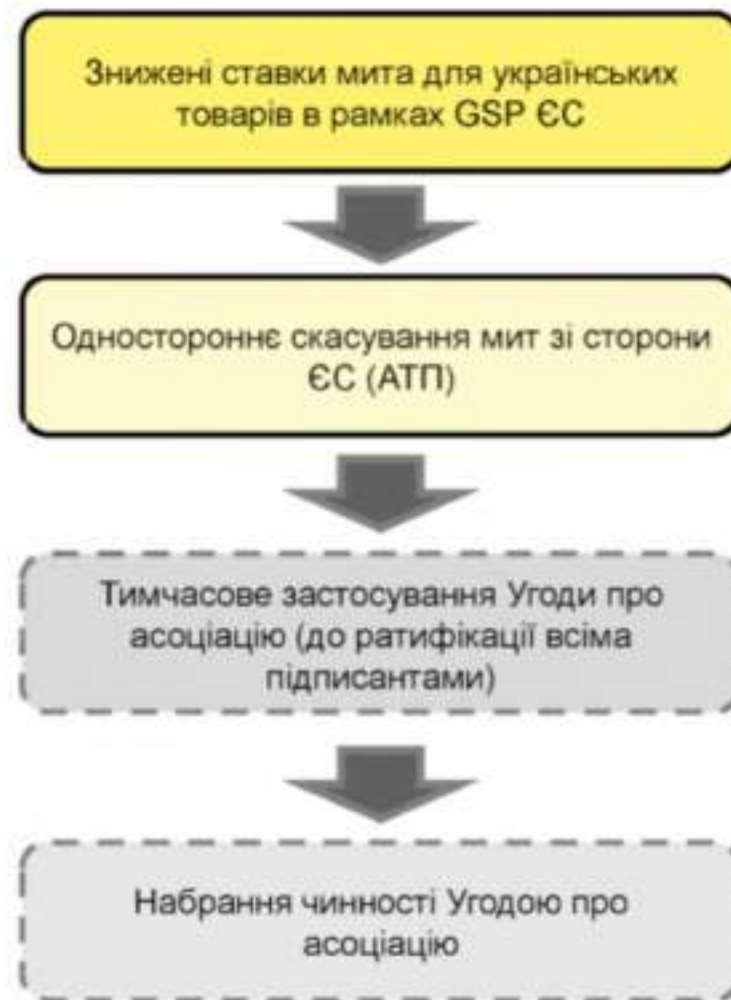 Знижені ставки мита для українських
товарів в рамках GSP ЄС
Одностороннє скасування мит зі сторони
ЄС (АТП)
Тимчасове застосування Угоди про
асоціацію (до ратифікації всіма
підписантами)
Набрання чинності Угодою про
асоціацію